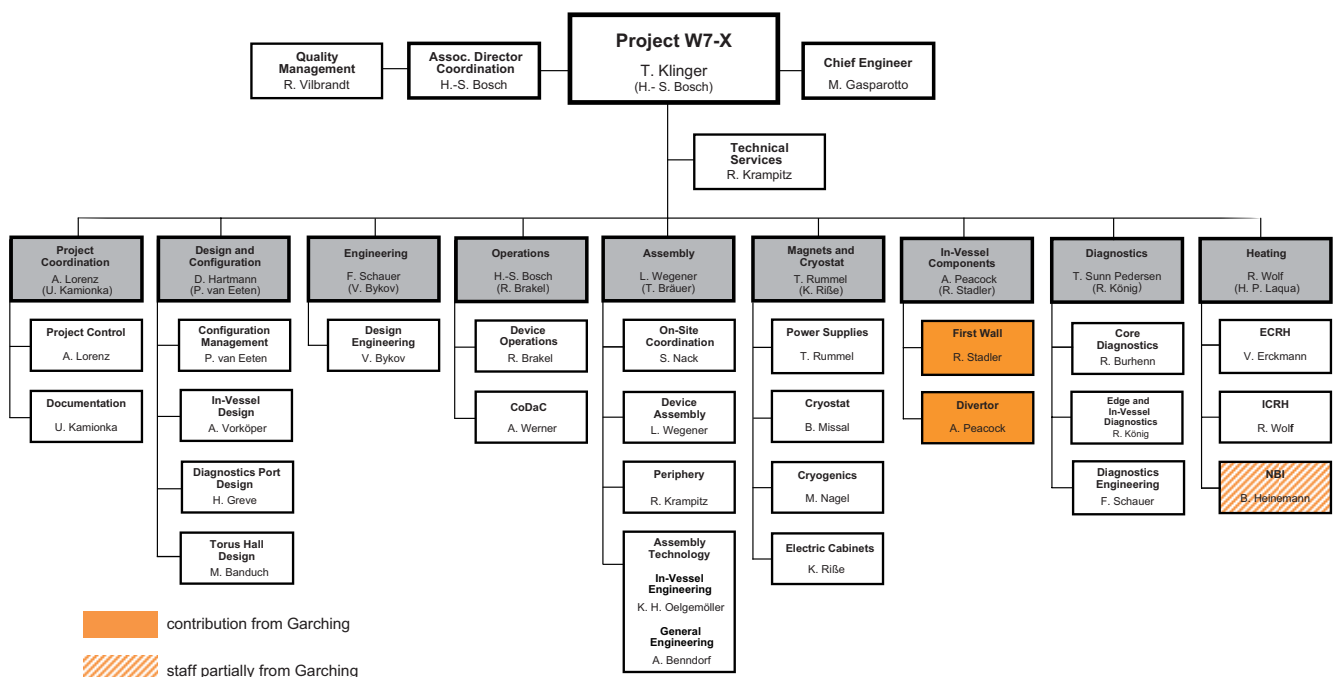 Project W7-X
T. Klinger
(H.- S. Bosch)
Quality
Management
R. Vilbrandt
Assoc. Director
Coordination
H.-S. Bosch
Chief Engineer
M. Gasparotto
Technical
Services
R. Krampitz
Project
Coordination
A. Lorenz
(U. Kamionka)
Project Control
A. Lorenz
Documentation
U. Kamionka
Design and
Configuration
D. Hartmann
(P. van Eeten)
Configuration
Management
P. van Eeten
In-Vessel
Design
A. Vorköper
Diagnostics Port
Design
H. Greve
Torus Hall
Design
M. Banduch
Engineering
F. Schauer
(V. Bykov)
Design
Engineering
V. Bykov
Operations
H.-S. Bosch
(R. Brakel)
Device
Operations
R. Brakel
CoDaC
A. Werner
Assembly
L. Wegener
(T. Bräuer)
On-Site
Coordination
S. Nack
Device
Assembly
L. Wegener
Periphery
R. Krampitz
Assembly
Technology
In-Vessel
Engineering
K. H. Oelgemöller
General
Engineering
A. Benndorf
Magnets and
Cryostat
T. Rummel
(K. Riße)
Power Supplies
T. Rummel
Cryostat
B. Missal
Cryogenics
M. Nagel
Electric Cabinets
K. Riße
In-Vessel
Components
A. Peacock
(R. Stadler)
First Wall
R. Stadler
Divertor
A. Peacock
Diagnostics
T. Sunn Pedersen
(R. König)
Core
Diagnostics
R. Burhenn
Edge and
In-Vessel
Diagnostics
R. König
Diagnostics
Engineering
F. Schauer
Heating
R. Wolf
(H. P. Laqua)
ECRH
V. Erckmann
ICRH
R. Wolf
NBI
B. Heinemann
contribution from Garching
staff partially from Garching